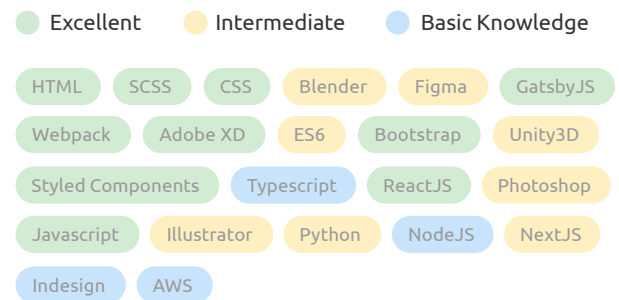 Excellent Intermediate Basic Knowledge
HTML SCSS CSS Blender Figma GatsbyJS
Webpack Adobe XD ES6 Bootstrap Unity3D
Styled Components Typescript ReactJS Photoshop
Javascript Illustrator Python NodeJS NextJS
Indesign AWS